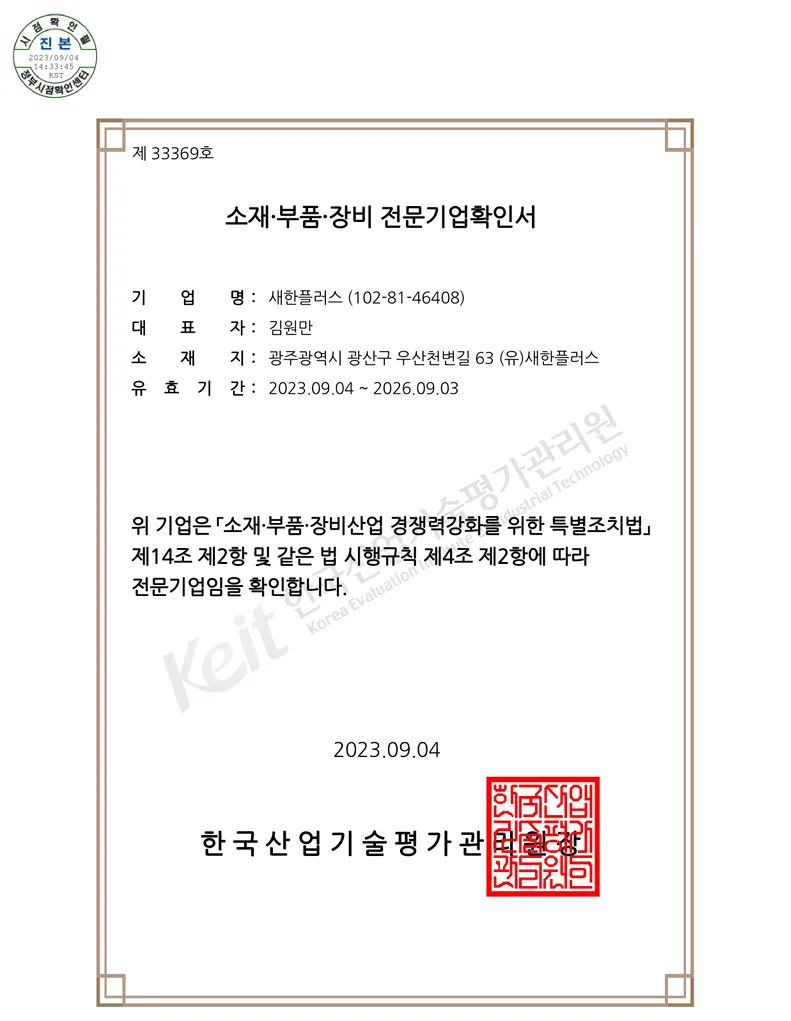 시점확인필
진 본
2023/09/04
14:33:45
KST
정부시점확인센터
제 33369호
소재·부품·장비 전문기업확인서
기 업 명 : 새한플러스 (102-81-46408)
대 표 자 : 김원만
소 재 지 : 광주광역시 광산구 우산천변길 63 (유)새한플러스
유 효 기 간 : 2023.09.04 ~ 2026.09.03
위 기업은 ｢소재·부품·장비산업 경쟁력강화를 위한 특별조치법｣
제14조 제2항 및 같은 법 시행규칙 제4조 제2항에 따라
전문기업임을 확인합니다.
Keit 한국산업기술평가관리원
Korea Evaluation Institute of Industrial Technology
2023.09.04
한국산업기술평가관리원장